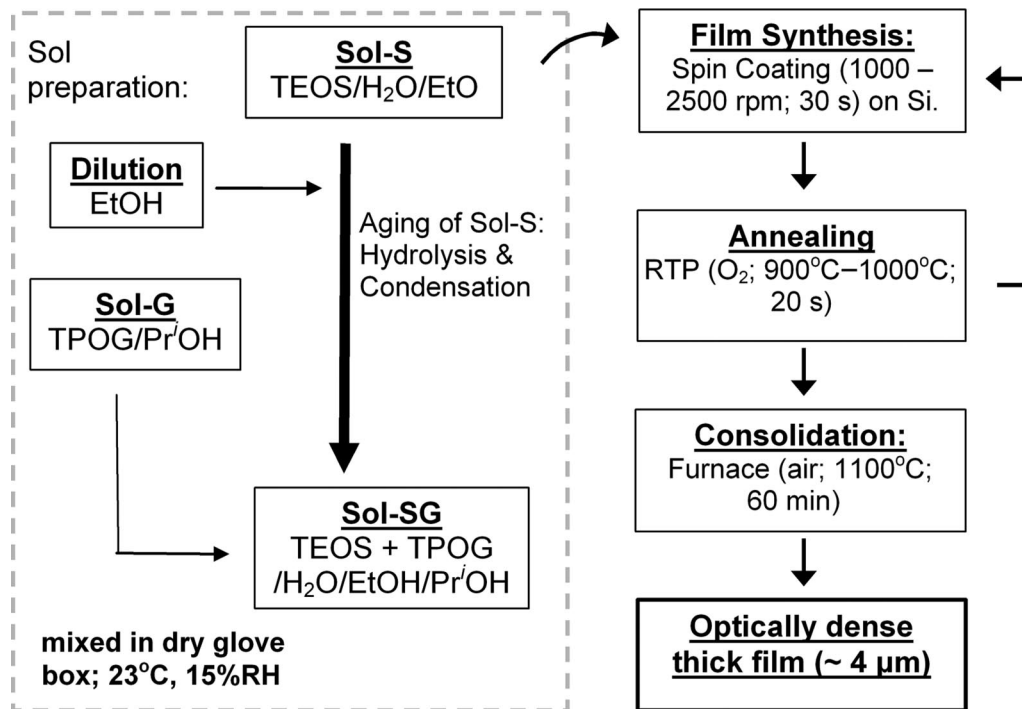 Sol
preparation:
Sol-S
TEOS/H₂O/EtO
Dilution
EtOH
Aging of Sol-S:
Hydrolysis &
Condensation
Sol-G
TPOG/PrⁱOH
Sol-SG
TEOS + TPOG
/H₂O/EtOH/PrⁱOH
mixed in dry glove
box; 23°C, 15%RH
Film Synthesis:
Spin Coating (1000 –
2500 rpm; 30 s) on Si.
Annealing
RTP (O₂; 900°C–1000°C;
20 s)
Consolidation:
Furnace (air; 1100°C;
60 min)
Optically dense
thick film (~ 4 µm)